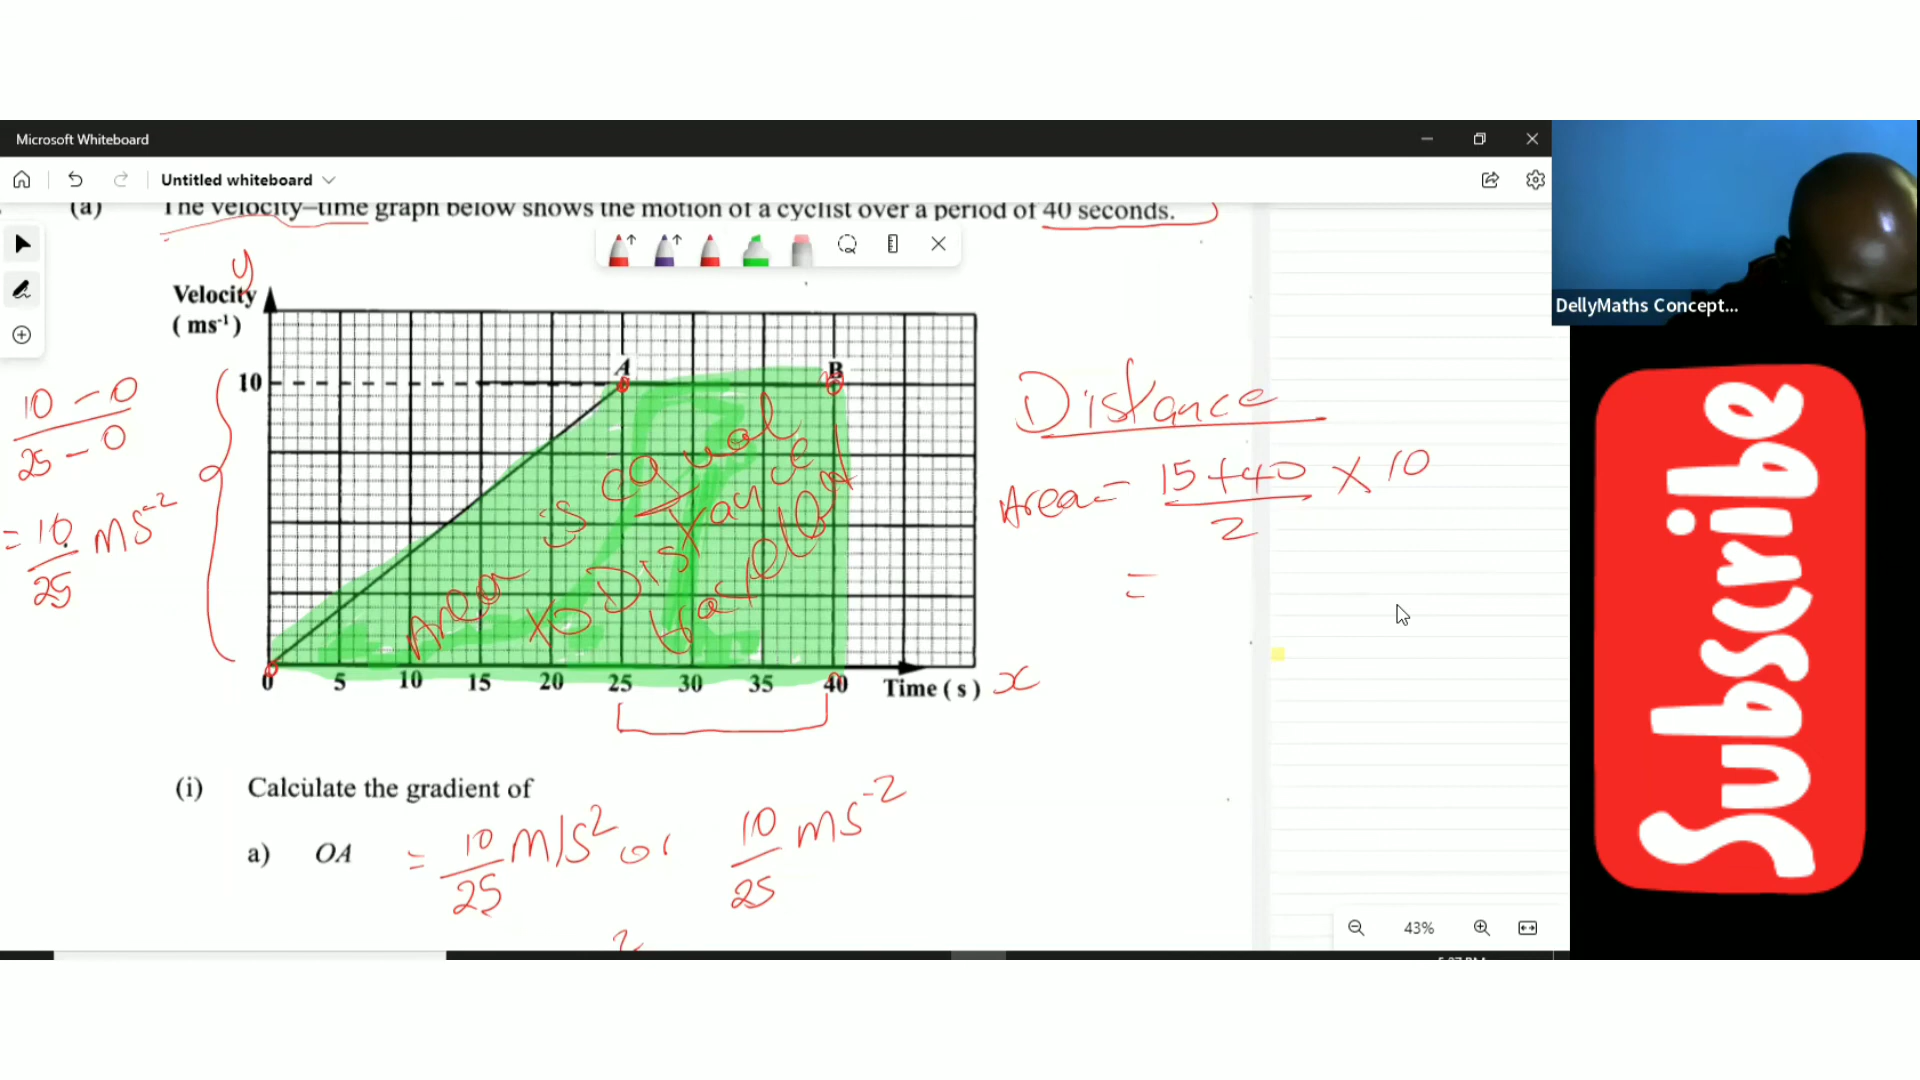 Microsoft Whiteboard
Untitled whiteboard
(a) The velocity–time graph below shows the motion of a cyclist over a period of 40 seconds.
y
Velocity
( ms⁻¹ )
10
A
B
10 - 0
25 - 0
= 10 ms⁻²
25
Area is equal
to Distance
travelled
0 5 10 15 20 25 30 35 40 Time ( s ) x
Distance
Area = 15+40 × 10
2
=
(i) Calculate the gradient of
a) OA = 10 m/s² or 10 ms⁻²
25 25
2
DellyMaths Concept...
Subscribe
43%